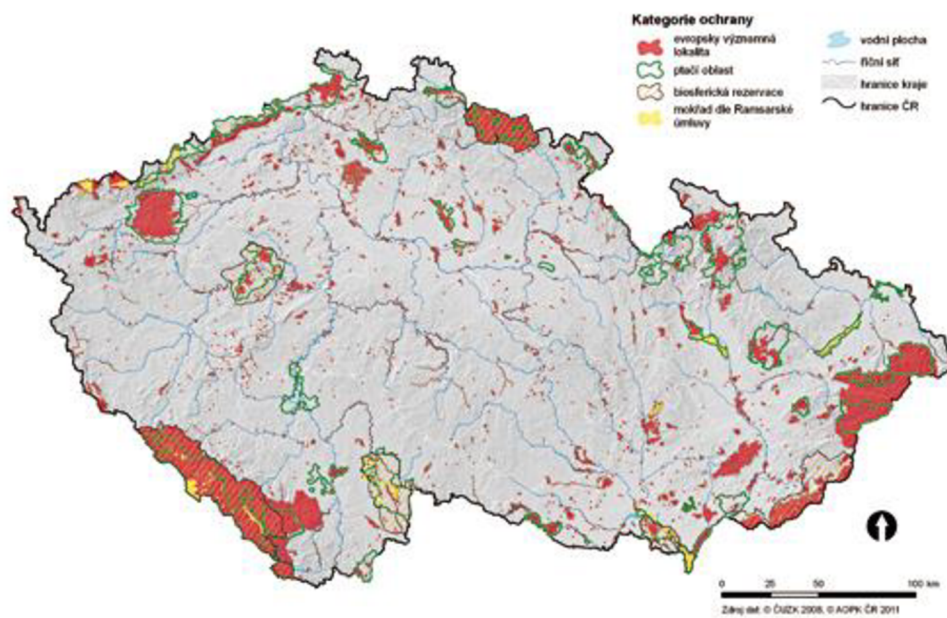 Kategorie ochrany
evropsky významná
lokalita
ptačí oblast
biosferická rezervace
mokřad dle Ramsarské
úmluvy
vodní plocha
říční síť
hranice kraje
hranice ČR
0 25 50 100 km
Zdroj dat: © ČÚZK 2008, © AOPK ČR 2011